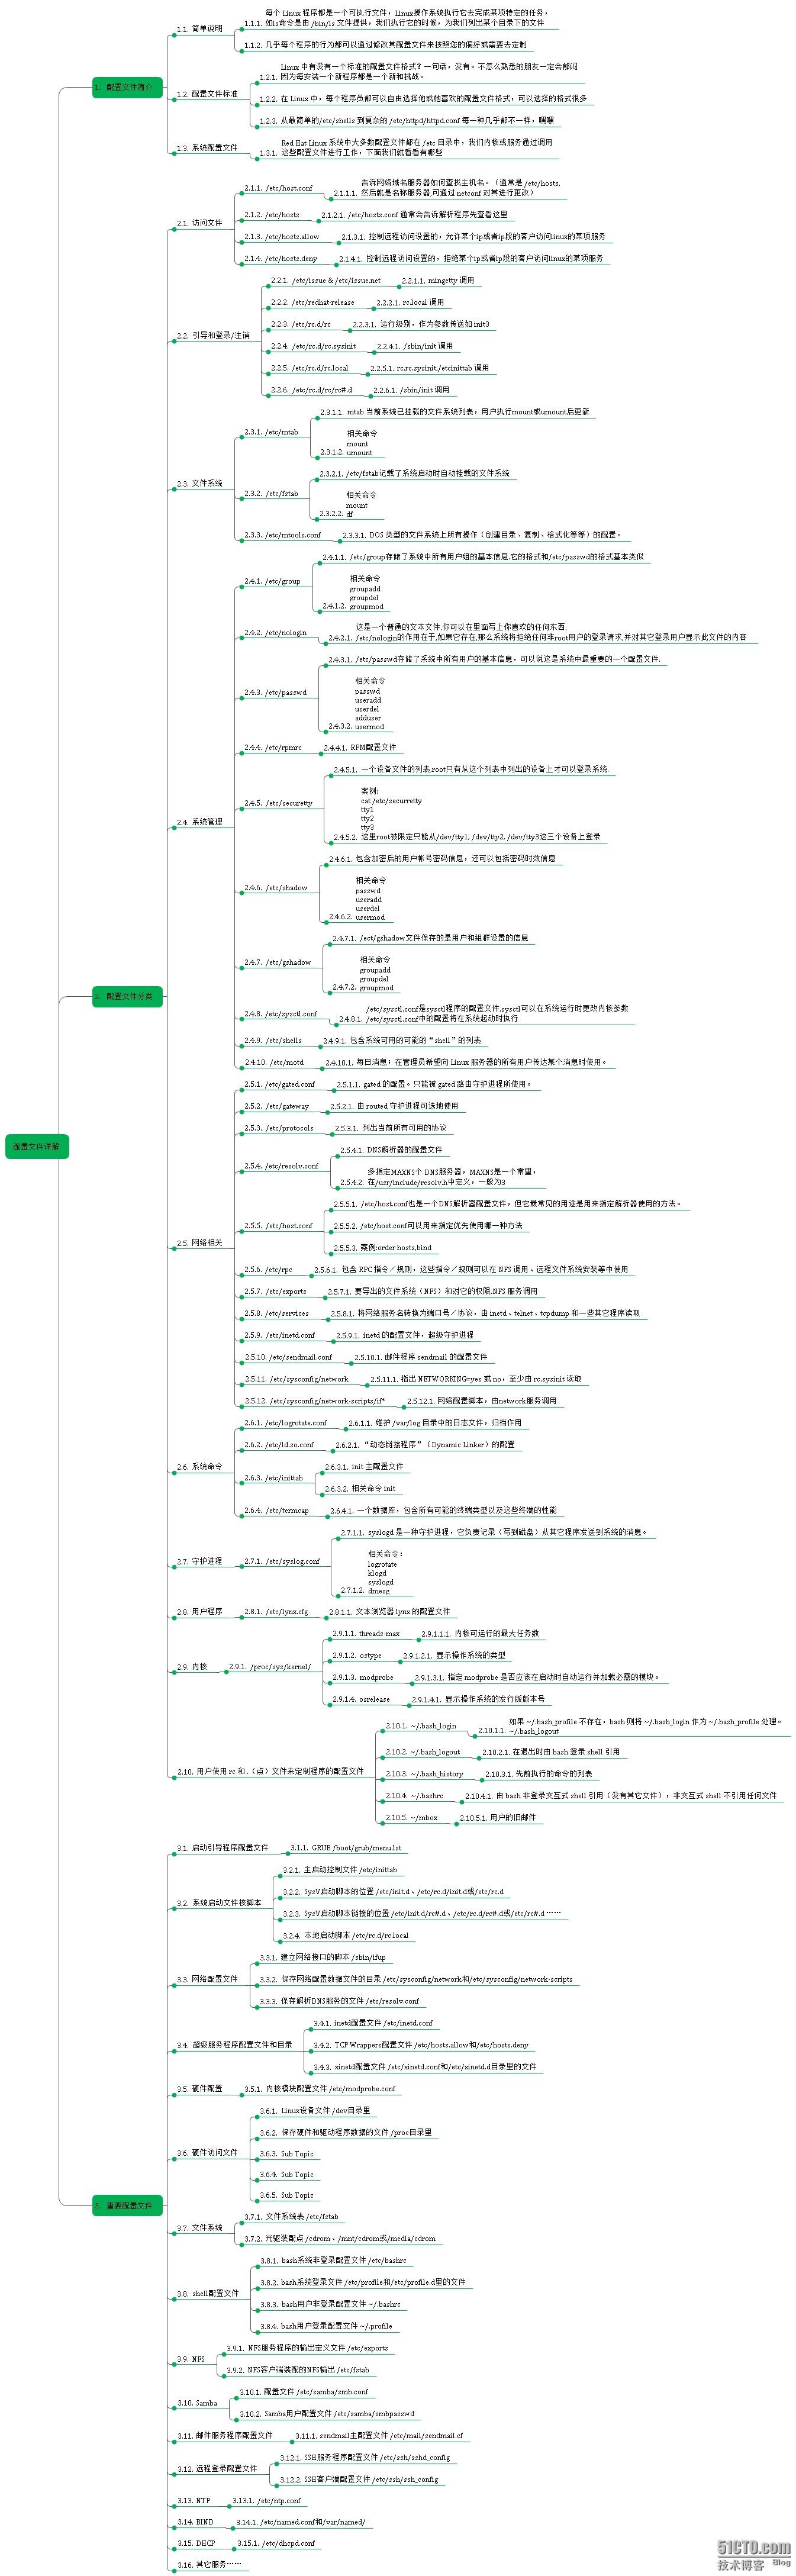 配置文件详解
1. 配置文件简介
1.1. 简单说明
1.1.1. 每个 Linux 程序都是一个可执行文件，Linux操作系统执行它去完成某项特定的任务，
如ls命令是由 /bin/ls 文件提供，我们执行它的时候，为我们列出某个目录下的文件
1.1.2. 几乎每个程序的行为都可以通过修改其配置文件来按照您的偏好或需要去定制
1.2. 配置文件标准
1.2.1. Linux 中有没有一个标准的配置文件格式？一句话，没有。不怎么熟悉的朋友一定会郁闷
因为每安装一个新程序都是一个新和挑战。
1.2.2. 在 Linux 中，每个程序员都可以自由选择他或她喜欢的配置文件格式，可以选择的格式很多
1.2.3. 从最简单的/etc/shells 到复杂的 /etc/httpd/httpd.conf 每一种几乎都不一样，嘿嘿
1.3. 系统配置文件
1.3.1. Red Hat Linux 系统中大多数配置文件都在 /etc 目录中，我们内核或服务通过调用
这些配置文件进行工作，下面我们就看看有哪些
2. 配置文件分类
2.1. 访问文件
2.1.1. /etc/host.conf
2.1.1.1. 告诉网络域名服务器如何查找主机名。（通常是 /etc/hosts,
然后就是名称服务器,可通过 netconf 对其进行更改）
2.1.2. /etc/hosts
2.1.2.1. /etc/hosts.conf 通常会告诉解析程序先查看这里
2.1.3. /etc/hosts.allow
2.1.3.1. 控制远程访问设置的，允许某个ip或者ip段的客户访问linux的某项服务
2.1.4. /etc/hosts.deny
2.1.4.1. 控制远程访问设置的，拒绝某个ip或者ip段的客户访问linux的某项服务
2.2. 引导和登录/注销
2.2.1. /etc/issue & /etc/issue.net
2.2.1.1. mingetty 调用
2.2.2. /etc/redhat-release
2.2.2.1. rc.local 调用
2.2.3. /etc/rc.d/rc
2.2.3.1. 运行级别，作为参数传送如 init3
2.2.4. /etc/rc.d/rc.sysinit
2.2.4.1. /sbin/init 调用
2.2.5. /etc/rc.d/rc.local
2.2.5.1. rc,rc.sysinit,/etcinittab 调用
2.2.6. /etc/rc.d/rc/rc#.d
2.2.6.1. /sbin/init 调用
2.3. 文件系统
2.3.1. /etc/mtab
2.3.1.1. mtab 当前系统已挂载的文件系统列表，用户执行mount或umount后更新
2.3.1.2. 相关命令
mount
umount
2.3.2. /etc/fstab
2.3.2.1. /etc/fstab记载了系统启动时自动挂载的文件系统
2.3.2.2. 相关命令
mount
df
2.3.3. /etc/mtools.conf
2.3.3.1. DOS 类型的文件系统上所有操作（创建目录、复制、格式化等等）的配置。
2.4. 系统管理
2.4.1. /etc/group
2.4.1.1. /etc/group存储了系统中所有用户组的基本信息,它的格式和/etc/passwd的格式基本类似
2.4.1.2. 相关命令
groupadd
groupdel
groupmod
2.4.2. /etc/nologin
2.4.2.1. 这是一个普通的文本文件,你可以在里面写上你喜欢的任何东西,
/etc/nologin的作用在于,如果它存在,那么系统将拒绝任何非root用户的登录请求,并对其它登录用户显示此文件的内容
2.4.3. /etc/passwd
2.4.3.1. /etc/passwd存储了系统中所有用户的基本信息，可以说这是系统中最重要的一个配置文件.
2.4.3.2. 相关命令
passwd
useradd
userdel
adduser
usermod
2.4.4. /etc/rpmrc
2.4.4.1. RPM配置文件
2.4.5. /etc/securetty
2.4.5.1. 一个设备文件的列表,root只有从这个列表中列出的设备上才可以登录系统.
2.4.5.2. 案例:
cat /etc/securretty
tty1
tty2
tty3
这里root被限定只能从/dev/tty1, /dev/tty2, /dev/tty3这三个设备上登录
2.4.6. /etc/shadow
2.4.6.1. 包含加密后的用户帐号密码信息，还可以包括密码时效信息
2.4.6.2. 相关命令
passwd
useradd
userdel
usermod
2.4.7. /etc/gshadow
2.4.7.1. /ect/gshadow文件保存的是用户和组群设置的信息
2.4.7.2. 相关命令
groupadd
groupdel
groupmod
2.4.8. /etc/sysctl.conf
2.4.8.1. /etc/sysctl.conf是sysctl程序的配置文件,sysctl可以在系统运行时更改内核参数
/etc/sysctl.conf中的配置将在系统起动时执行
2.4.9. /etc/shells
2.4.9.1. 包含系统可用的可能的“shell”的列表
2.4.10. /etc/motd
2.4.10.1. 每日消息；在管理员希望向 Linux 服务器的所有用户传达某个消息时使用。
2.5. 网络相关
2.5.1. /etc/gated.conf
2.5.1.1. gated 的配置。只能被 gated 路由守护进程所使用。
2.5.2. /etc/gateway
2.5.2.1. 由 routed 守护进程可选地使用
2.5.3. /etc/protocols
2.5.3.1. 列出当前所有可用的协议
2.5.4. /etc/resolv.conf
2.5.4.1. DNS解析器的配置文件
2.5.4.2. 多指定MAXNS个 DNS服务器，MAXNS是一个常量，
在/usr/include/resolv.h中定义，一般为3
2.5.5. /etc/host.conf
2.5.5.1. /etc/host.conf也是一个DNS解析器配置文件，但它最常见的用途是用来指定解析器使用的方法。
2.5.5.2. /etc/host.conf可以用来指定优先使用哪一种方法
2.5.5.3. 案例:order hosts,bind
2.5.6. /etc/rpc
2.5.6.1. 包含 RPC 指令／规则，这些指令／规则可以在 NFS 调用、远程文件系统安装等中使用
2.5.7. /etc/exports
2.5.7.1. 要导出的文件系统（NFS）和对它的权限,NFS 服务调用
2.5.8. /etc/services
2.5.8.1. 将网络服务名转换为端口号／协议，由 inetd、telnet、tcpdump 和一些其它程序读取
2.5.9. /etc/inetd.conf
2.5.9.1. inetd 的配置文件，超级守护进程
2.5.10. /etc/sendmail.conf
2.5.10.1. 邮件程序 sendmail 的配置文件
2.5.11. /etc/sysconfig/network
2.5.11.1. 指出 NETWORKING=yes 或 no，至少由 rc.sysinit 读取
2.5.12. /etc/sysconfig/network-scripts/if*
2.5.12.1. 网络配置脚本，由network服务调用
2.6. 系统命令
2.6.1. /etc/logrotate.conf
2.6.1.1. 维护 /var/log 目录中的日志文件，归档作用
2.6.2. /etc/ld.so.conf
2.6.2.1. “动态链接程序”（Dynamic Linker）的配置
2.6.3. /etc/inittab
2.6.3.1. init 主配置文件
2.6.3.2. 相关命令 init
2.6.4. /etc/termcap
2.6.4.1. 一个数据库，包含所有可能的终端类型以及这些终端的性能
2.7. 守护进程
2.7.1. /etc/syslog.conf
2.7.1.1. syslogd 是一种守护进程，它负责记录（写到磁盘）从其它程序发送到系统的消息。
2.7.1.2. 相关命令：
logrotate
klogd
syslogd
dmesg
2.8. 用户程序
2.8.1. /etc/lynx.cfg
2.8.1.1. 文本浏览器 lynx 的配置文件
2.9. 内核
2.9.1. /proc/sys/kernel/
2.9.1.1. threads-max
2.9.1.1.1. 内核可运行的最大任务数
2.9.1.2. ostype
2.9.1.2.1. 显示操作系统的类型
2.9.1.3. modprobe
2.9.1.3.1. 指定 modprobe 是否应该在启动时自动运行并加载必需的模块。
2.9.1.4. osrelease
2.9.1.4.1. 显示操作系统的发行版版本号
2.10. 用户使用 rc 和 .（点）文件来定制程序的配置文件
2.10.1. ~/.bash_login
2.10.1.1. 如果 ~/.bash_profile 不存在，bash 则将 ~/.bash_login 作为 ~/.bash_profile 处理。
~/.bash_logout
2.10.2. ~/.bash_logout
2.10.2.1. 在退出时由 bash 登录 shell 引用
2.10.3. ~/.bash_history
2.10.3.1. 先前执行的命令的列表
2.10.4. ~/.bashrc
2.10.4.1. 由 bash 非登录交互式 shell 引用（没有其它文件），非交互式 shell 不引用任何文件
2.10.5. ~/mbox
2.10.5.1. 用户的旧邮件
3. 重要配置文件
3.1. 启动引导程序配置文件
3.1.1. GRUB /boot/grub/menu.lst
3.2. 系统启动文件核脚本
3.2.1. 主启动控制文件 /etc/inittab
3.2.2. SysV启动脚本的位置 /etc/init.d、/etc/rc.d/init.d或/etc/rc.d
3.2.3. SysV启动脚本链接的位置 /etc/init.d/rc#.d、/etc/rc.d/rc#.d或/etc/rc#.d ……
3.2.4. 本地启动脚本 /etc/rc.d/rc.local
3.3. 网络配置文件
3.3.1. 建立网络接口的脚本 /sbin/ifup
3.3.2. 保存网络配置数据文件的目录 /etc/sysconfig/network和/etc/sysconfig/network-scripts
3.3.3. 保存解析DNS服务的文件 /etc/resolv.conf
3.4. 超级服务程序配置文件和目录
3.4.1. inetd配置文件 /etc/inetd.conf
3.4.2. TCP Wrappers配置文件 /etc/hosts.allow和/etc/hosts.deny
3.4.3. xinetd配置文件 /etc/xinetd.conf和/etc/xinetd.d目录里的文件
3.5. 硬件配置
3.5.1. 内核模块配置文件 /etc/modprobe.conf
3.6. 硬件访问文件
3.6.1. Linux设备文件 /dev目录里
3.6.2. 保存硬件和驱动程序数据的文件 /proc目录里
3.6.3. Sub Topic
3.6.4. Sub Topic
3.6.5. Sub Topic
3.7. 文件系统
3.7.1. 文件系统表 /etc/fstab
3.7.2. 光驱装配点 /cdrom、/mnt/cdrom或/media/cdrom
3.8. shell配置文件
3.8.1. bash系统非登录配置文件 /etc/bashrc
3.8.2. bash系统登录文件 /etc/profile和/etc/profile.d里的文件
3.8.3. bash用户非登录配置文件 ~/.bashrc
3.8.4. bash用户登录配置文件 ~/.profile
3.9. NFS
3.9.1. NFS服务程序的输出定义文件 /etc/exports
3.9.2. NFS客户端装配的NFS输出 /etc/fstab
3.10. Samba
3.10.1. 配置文件 /etc/samba/smb.conf
3.10.2. Samba用户配置文件 /etc/samba/smbpasswd
3.11. 邮件服务程序配置文件
3.11.1. sendmail主配置文件 /etc/mail/sendmail.cf
3.12. 远程登录配置文件
3.12.1. SSH服务程序配置文件 /etc/ssh/sshd_config
3.12.2. SSH客户端配置文件 /etc/ssh/ssh_config
3.13. NTP
3.13.1. /etc/ntp.conf
3.14. BIND
3.14.1. /etc/named.conf和/var/named/
3.15. DHCP
3.15.1. /etc/dhcpd.conf
3.16. 其它服务……
51CTO.com
技术博客 Blog